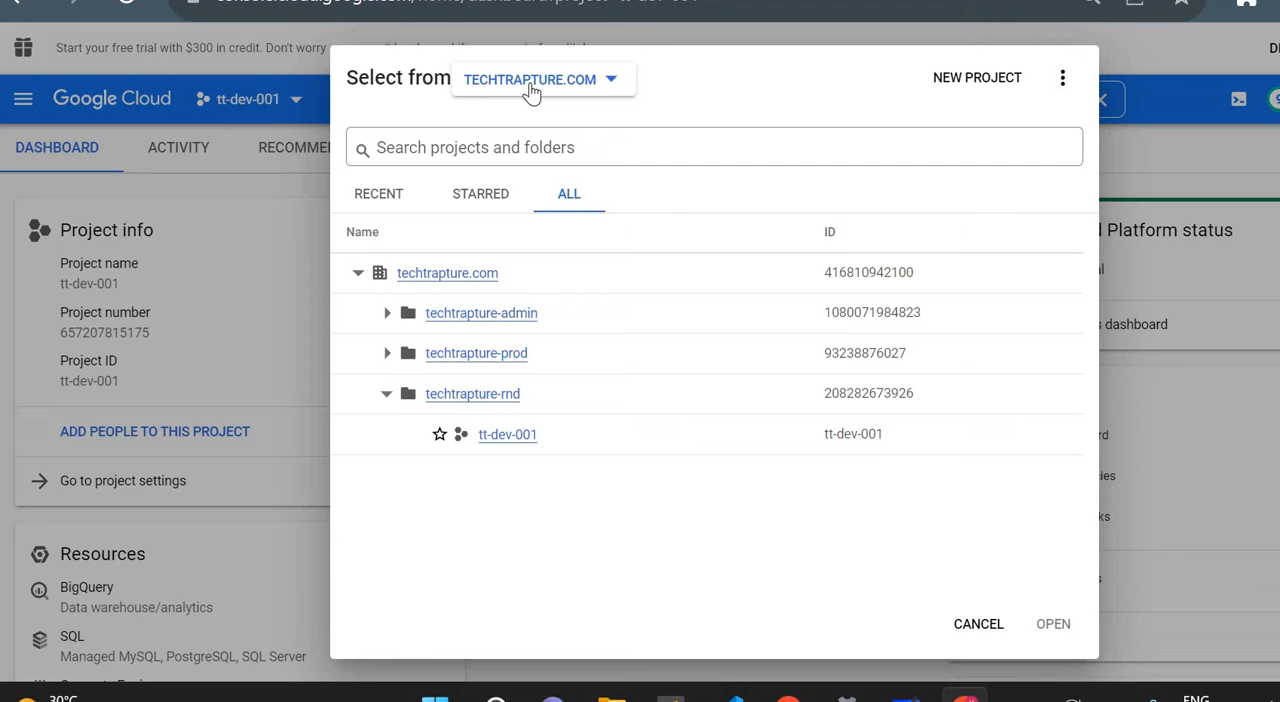 Start your free trial with $300 in credit. Don't worry
Select from TECHTRAPTURE.COM
NEW PROJECT
Google Cloud
tt-dev-001
Search projects and folders
DASHBOARD
ACTIVITY
RECOMME
RECENT
STARRED
ALL
Name
ID
techtrapture.com
416810942100
techtrapture-admin
1080071984823
techtrapture-prod
93238876027
techtrapture-rnd
208282673926
tt-dev-001
tt-dev-001
CANCEL
OPEN
Project info
Project name
tt-dev-001
Project number
657207815175
Project ID
tt-dev-001
ADD PEOPLE TO THIS PROJECT
Go to project settings
Resources
BigQuery
Data warehouse/analytics
SQL
Managed MySQL, PostgreSQL, SQL Server
Platform status
s dashboard
30°C
ENG